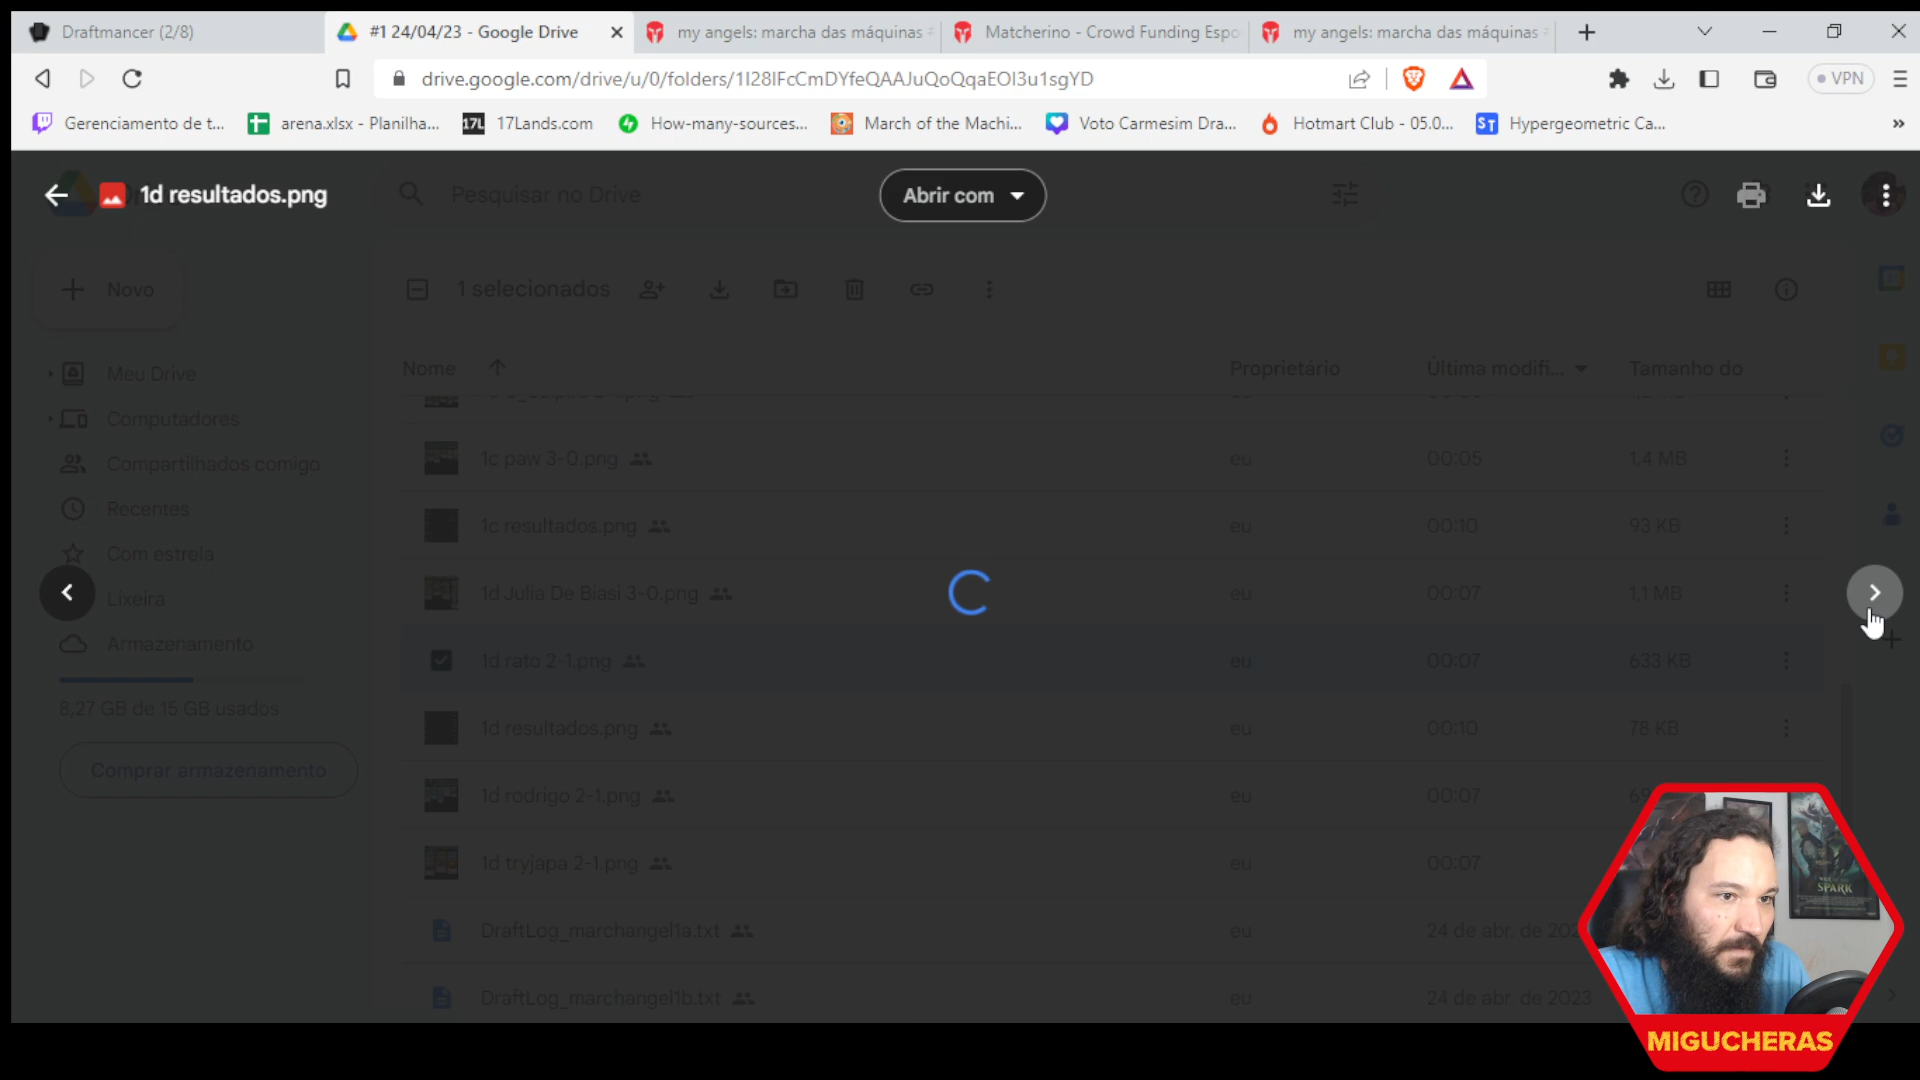 Draftmancer (2/8)
#1 24/04/23 - Google Drive
my angels: marcha das máquinas
Matcherino - Crowd Funding Espo
my angels: marcha das máquinas
drive.google.com/drive/u/0/folders/1I28IFcCmDYfeQAAJuQoQqaEOI3u1sgYD
VPN
Gerenciamento de t...
arena.xlsx - Planilha...
17L
17Lands.com
How-many-sources...
March of the Machi...
Voto Carmesim Dra...
Hotmart Club - 05.0...
ST
Hypergeometric Ca...
1d resultados.png
Pesquisar no Drive
Abrir com
Novo
1 selecionados
Nome
Proprietário
Última modifi...
Tamanho do
Meu Drive
Computadores
Compartilhados comigo
Recentes
Com estrela
Lixeira
Armazenamento
8,27 GB de 15 GB usados
Comprar armazenamento
1c paw 3-0.png
eu
00:05
1,4 MB
1c resultados.png
eu
00:10
93 KB
1d Julia De Biasi 3-0.png
eu
00:07
1,1 MB
1d rato 2-1.png
eu
00:07
633 KB
1d resultados.png
eu
00:10
78 KB
1d rodrigo 2-1.png
eu
00:07
1d tryjapa 2-1.png
eu
00:07
DraftLog_marchangel1a.txt
eu
24 de abr. de 202
DraftLog_marchangel1b.txt
eu
24 de abr. de 2023
SPARK
MIGUCHERAS